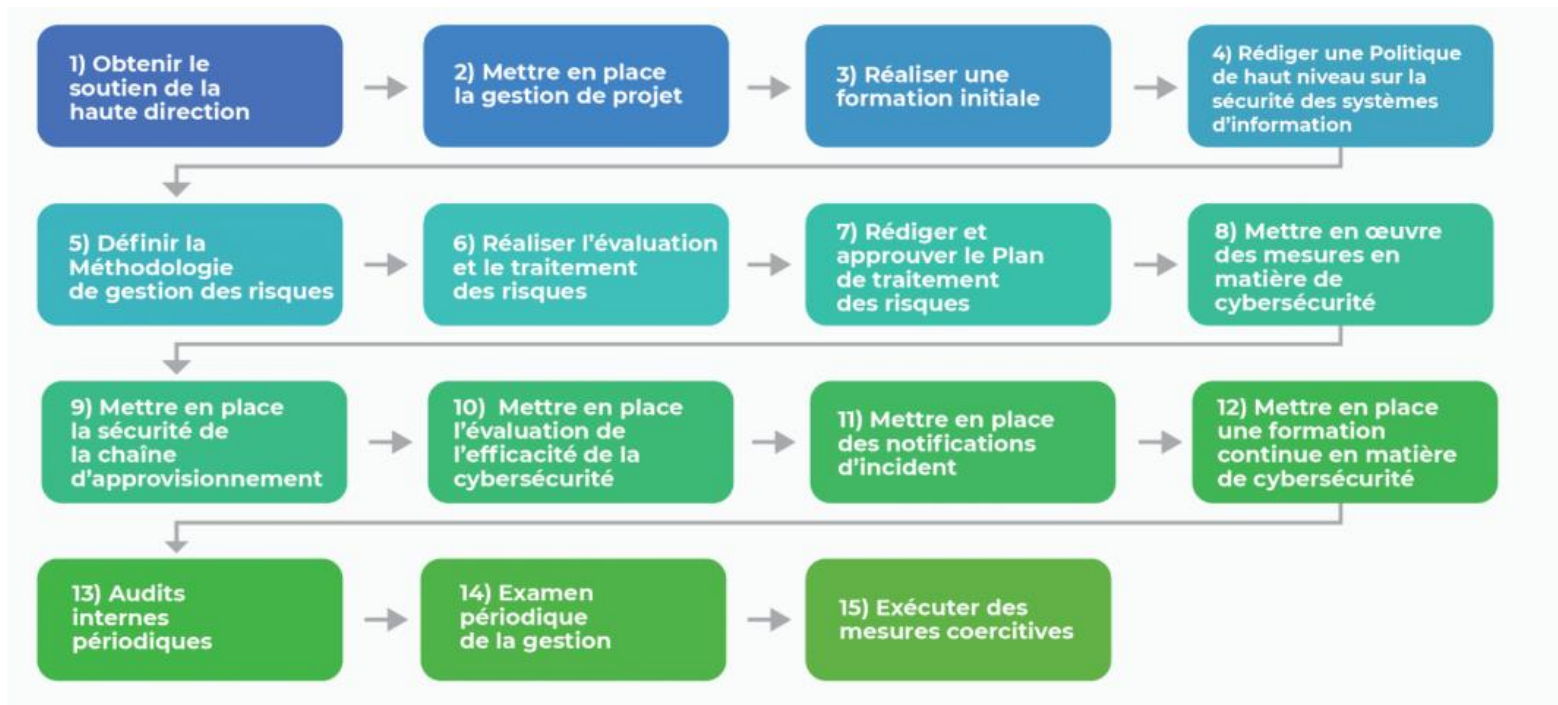 1) Obtenir le
soutien de la
haute direction
2) Mettre en place
la gestion de projet
3) Réaliser une
formation initiale
4) Rédiger une Politique
de haut niveau sur la
sécurité des systèmes
d'information
5) Définir la
Méthodologie
de gestion des risques
6) Réaliser l'évaluation
et le traitement
des risques
7) Rédiger et
approuver le Plan
de traitement
des risques
8) Mettre en œuvre
des mesures en
matière de
cybersécurité
9) Mettre en place
la sécurité de
la chaîne
d'approvisionnement
10) Mettre en place
l'évaluation de
l'efficacité de la
cybersécurité
11) Mettre en place
des notifications
d'incident
12) Mettre en place
une formation
continue en matière
de cybersécurité
13) Audits
internes
périodiques
14) Examen
périodique
de la gestion
15) Exécuter des
mesures coercitives